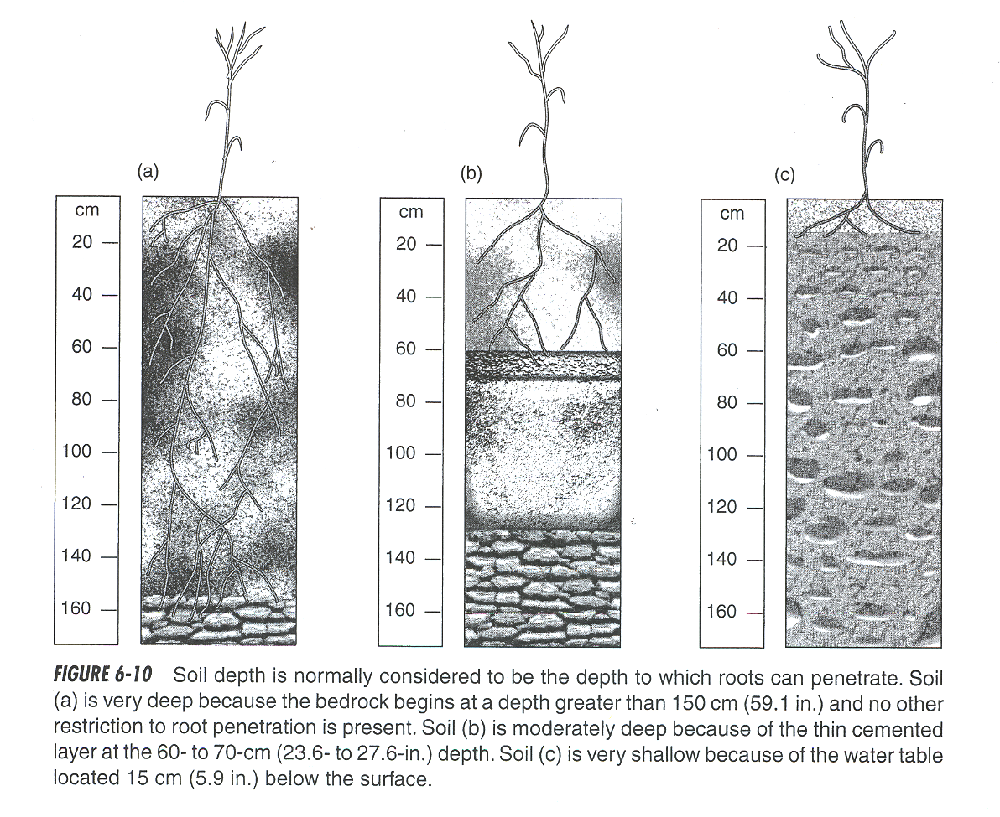 (a)
cm
20
40
60
80
100
120
140
160
(b)
cm
20
40
60
80
100
120
140
160
(c)
cm
20
40
60
80
100
120
140
160
FIGURE 6-10 Soil depth is normally considered to be the depth to which roots can penetrate. Soil
(a) is very deep because the bedrock begins at a depth greater than 150 cm (59.1 in.) and no other
restriction to root penetration is present. Soil (b) is moderately deep because of the thin cemented
layer at the 60- to 70-cm (23.6- to 27.6-in.) depth. Soil (c) is very shallow because of the water table
located 15 cm (5.9 in.) below the surface.